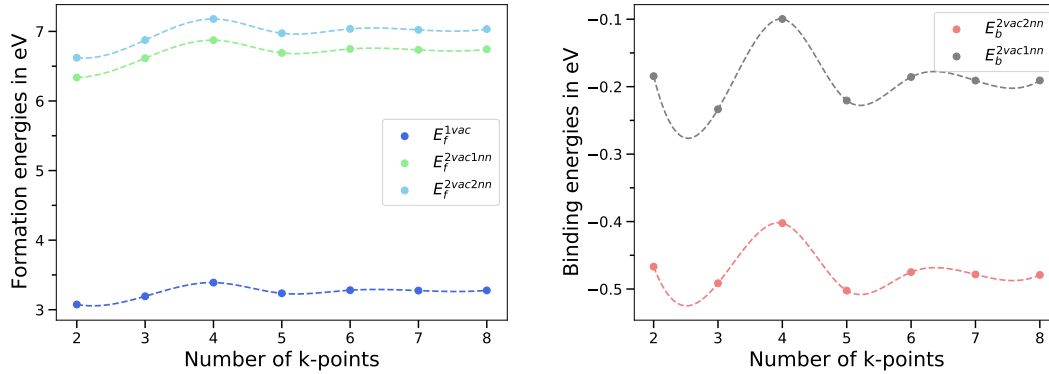 Formation energies in eV
7
6
5
4
3
2 3 4 5 6 7 8
Number of k-points
E_f^{1vac}
E_f^{2vac1nn}
E_f^{2vac2nn}
Binding energies in eV
−0.1
−0.2
−0.3
−0.4
−0.5
2 3 4 5 6 7 8
Number of k-points
E_b^{2vac2nn}
E_b^{2vac1nn}